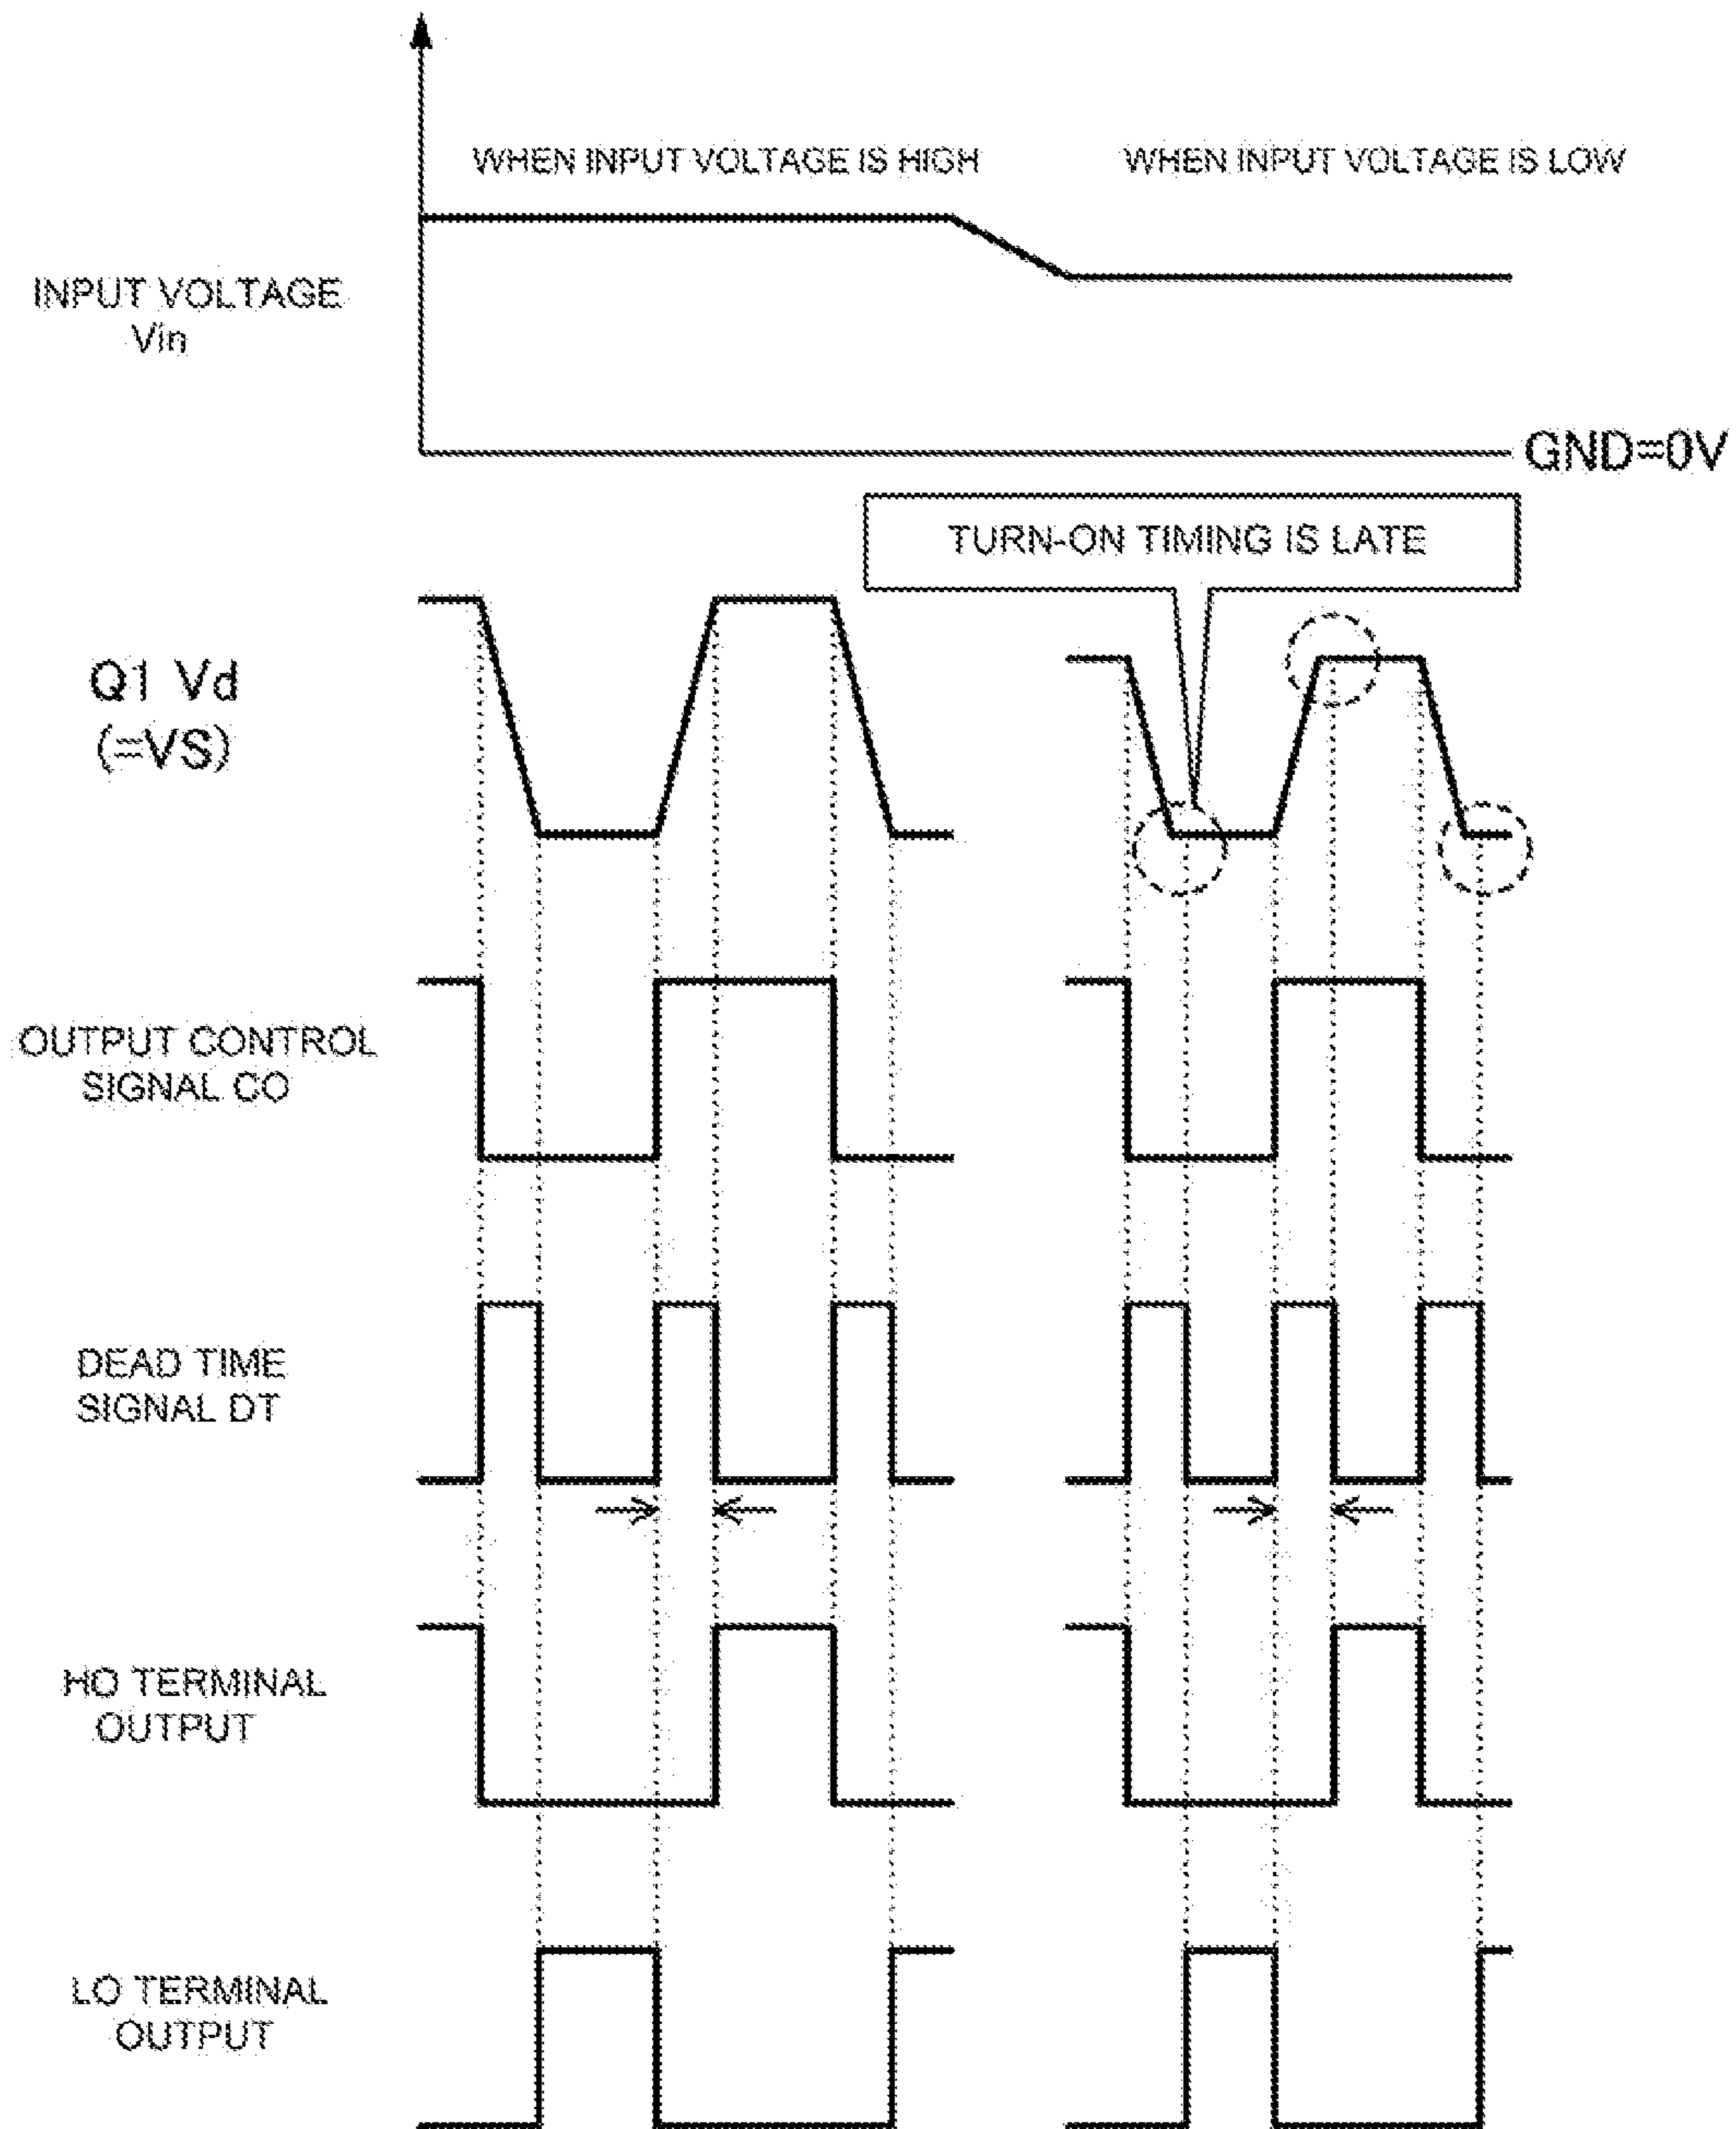 WHEN INPUT VOLTAGE IS HIGH
WHEN INPUT VOLTAGE IS LOW
INPUT VOLTAGE
Vin
GND=0V
TURN-ON TIMING IS LATE
Q1 Vd
(=VS)
OUTPUT CONTROL
SIGNAL CO
DEAD TIME
SIGNAL DT
HO TERMINAL
OUTPUT
LO TERMINAL
OUTPUT